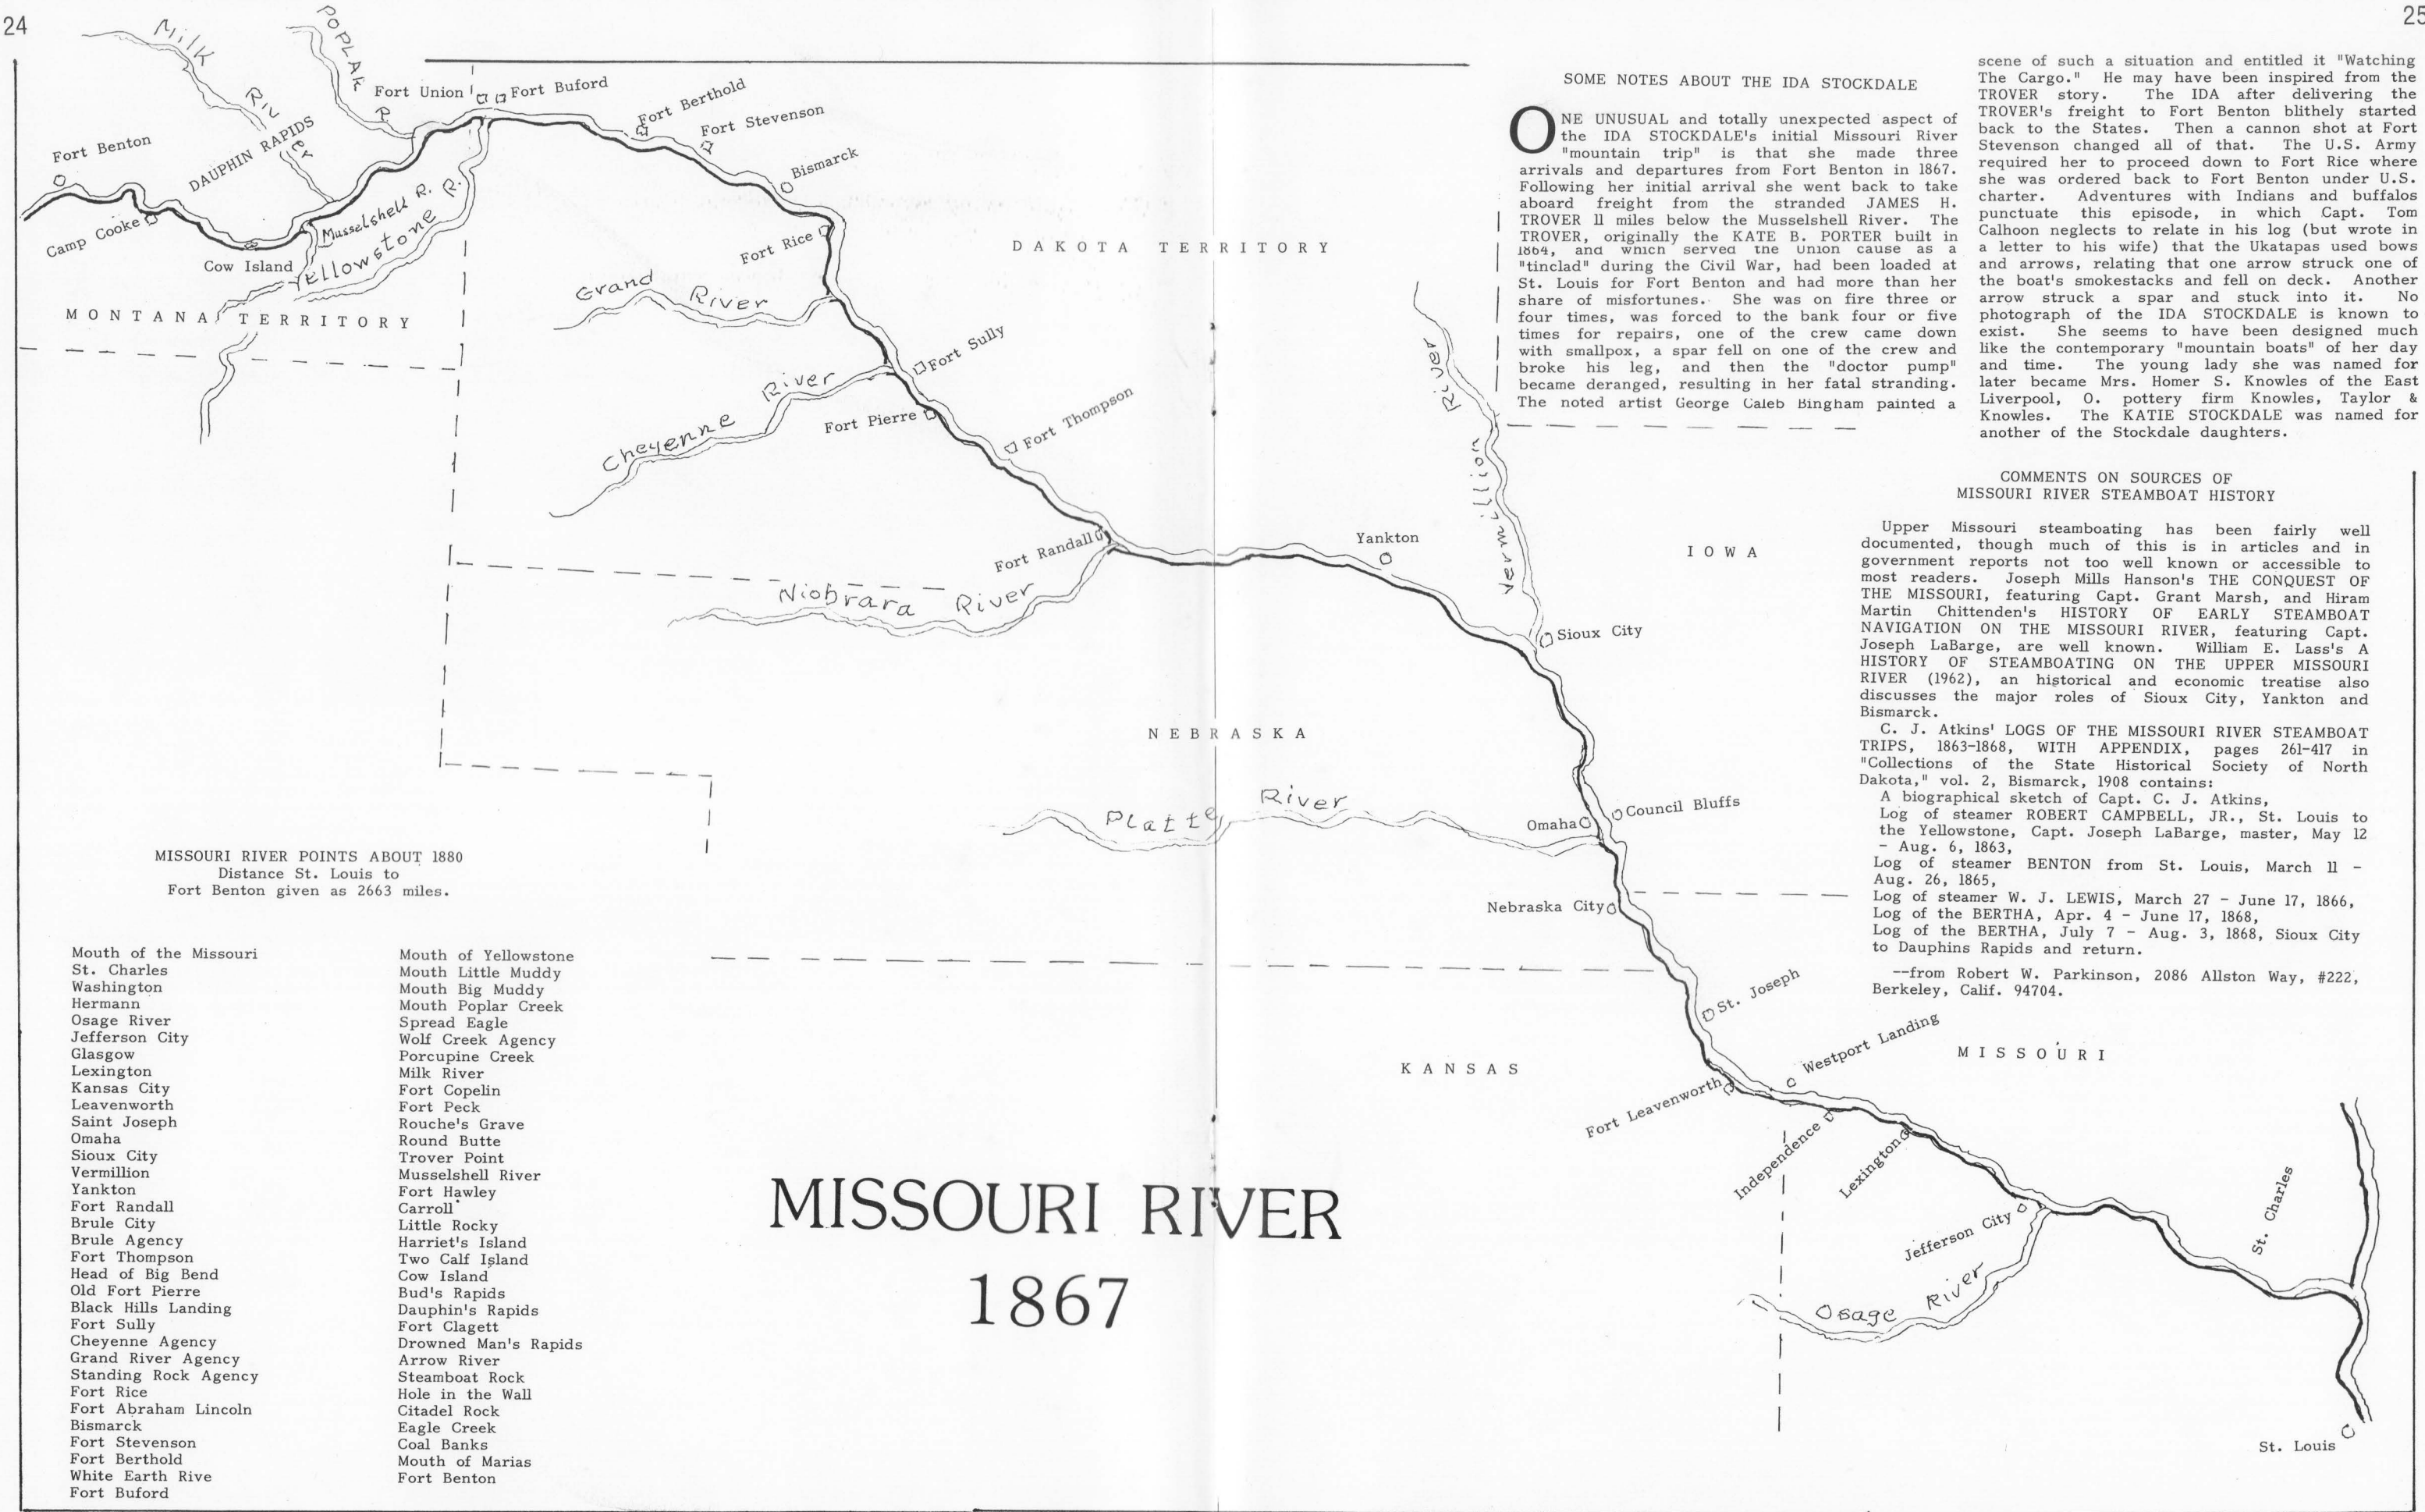 24
25
Milk
River
POPLAR
R.
Fort Union
Fort Buford
Fort Berthold
Fort Stevenson
Bismarck
Fort Benton
DAUPHIN RAPIDS
Camp Cooke
Cow Island
Musselshell R.
Yellowstone R.
MONTANA TERRITORY
Fort Rice
DAKOTA TERRITORY
Grand River
Fort Sully
Cheyenne River
Fort Pierre
Fort Thompson
Fort Randall
Niobrara River
Yankton
Vermillion River
Sioux City
IOWA
NEBRASKA
Platte River
Council Bluffs
Omaha
Nebraska City
St. Joseph
Westport Landing
MISSOURI
KANSAS
Fort Leavenworth
Independence
Lexington
Jefferson City
Osage River
St. Charles
St. Louis
SOME NOTES ABOUT THE IDA STOCKDALE
ONE UNUSUAL and totally unexpected aspect of
the IDA STOCKDALE's initial Missouri River
"mountain trip" is that she made three
arrivals and departures from Fort Benton in 1867.
Following her initial arrival she went back to take
aboard freight from the stranded JAMES H.
TROVER 11 miles below the Musselshell River. The
TROVER, originally the KATE B. PORTER built in
1864, and which served the Union cause as a
"tinclad" during the Civil War, had been loaded at
St. Louis for Fort Benton and had more than her
share of misfortunes. She was on fire three or
four times, was forced to the bank four or five
times for repairs, one of the crew came down
with smallpox, a spar fell on one of the crew and
broke his leg, and then the "doctor pump"
became deranged, resulting in her fatal stranding.
The noted artist George Caleb Bingham painted a
scene of such a situation and entitled it "Watching
The Cargo." He may have been inspired from the
TROVER story. The IDA after delivering the
TROVER's freight to Fort Benton blithely started
back to the States. Then a cannon shot at Fort
Stevenson changed all of that. The U.S. Army
required her to proceed down to Fort Rice where
she was ordered back to Fort Benton under U.S.
charter. Adventures with Indians and buffalos
punctuate this episode, in which Capt. Tom
Calhoon neglects to relate in his log (but wrote in
a letter to his wife) that the Ukatapas used bows
and arrows, relating that one arrow struck one of
the boat's smokestacks and fell on deck. Another
arrow struck a spar and stuck into it. No
photograph of the IDA STOCKDALE is known to
exist. She seems to have been designed much
like the contemporary "mountain boats" of her day
and time. The young lady she was named for
later became Mrs. Homer S. Knowles of the East
Liverpool, O. pottery firm Knowles, Taylor &
Knowles. The KATIE STOCKDALE was named for
another of the Stockdale daughters.
COMMENTS ON SOURCES OF
MISSOURI RIVER STEAMBOAT HISTORY
Upper Missouri steamboating has been fairly well
documented, though much of this is in articles and in
government reports not too well known or accessible to
most readers. Joseph Mills Hanson's THE CONQUEST OF
THE MISSOURI, featuring Capt. Grant Marsh, and Hiram
Martin Chittenden's HISTORY OF EARLY STEAMBOAT
NAVIGATION ON THE MISSOURI RIVER, featuring Capt.
Joseph LaBarge, are well known. William E. Lass's A
HISTORY OF STEAMBOATING ON THE UPPER MISSOURI
RIVER (1962), an historical and economic treatise also
discusses the major roles of Sioux City, Yankton and
Bismarck.
C. J. Atkins' LOGS OF THE MISSOURI RIVER STEAMBOAT
TRIPS, 1863-1868, WITH APPENDIX, pages 261-417 in
"Collections of the State Historical Society of North
Dakota," vol. 2, Bismarck, 1908 contains:
A biographical sketch of Capt. C. J. Atkins,
Log of steamer ROBERT CAMPBELL, JR., St. Louis to
the Yellowstone, Capt. Joseph LaBarge, master, May 12
- Aug. 6, 1863,
Log of steamer BENTON from St. Louis, March 11 -
Aug. 26, 1865,
Log of steamer W. J. LEWIS, March 27 - June 17, 1866,
Log of the BERTHA, Apr. 4 - June 17, 1868,
Log of the BERTHA, July 7 - Aug. 3, 1868, Sioux City
to Dauphins Rapids and return.
--from Robert W. Parkinson, 2086 Allston Way, #222,
Berkeley, Calif. 94704.
MISSOURI RIVER POINTS ABOUT 1880
Distance St. Louis to
Fort Benton given as 2663 miles.
Mouth of the Missouri
St. Charles
Washington
Hermann
Osage River
Jefferson City
Glasgow
Lexington
Kansas City
Leavenworth
Saint Joseph
Omaha
Sioux City
Vermillion
Yankton
Fort Randall
Brule City
Brule Agency
Fort Thompson
Head of Big Bend
Old Fort Pierre
Black Hills Landing
Fort Sully
Cheyenne Agency
Grand River Agency
Standing Rock Agency
Fort Rice
Fort Abraham Lincoln
Bismarck
Fort Stevenson
Fort Berthold
White Earth Rive
Fort Buford
Mouth of Yellowstone
Mouth Little Muddy
Mouth Big Muddy
Mouth Poplar Creek
Spread Eagle
Wolf Creek Agency
Porcupine Creek
Milk River
Fort Copelin
Fort Peck
Rouche's Grave
Round Butte
Trover Point
Musselshell River
Fort Hawley
Carroll
Little Rocky
Harriet's Island
Two Calf Island
Cow Island
Bud's Rapids
Dauphin's Rapids
Fort Clagett
Drowned Man's Rapids
Arrow River
Steamboat Rock
Hole in the Wall
Citadel Rock
Eagle Creek
Coal Banks
Mouth of Marias
Fort Benton
MISSOURI RIVER
1867